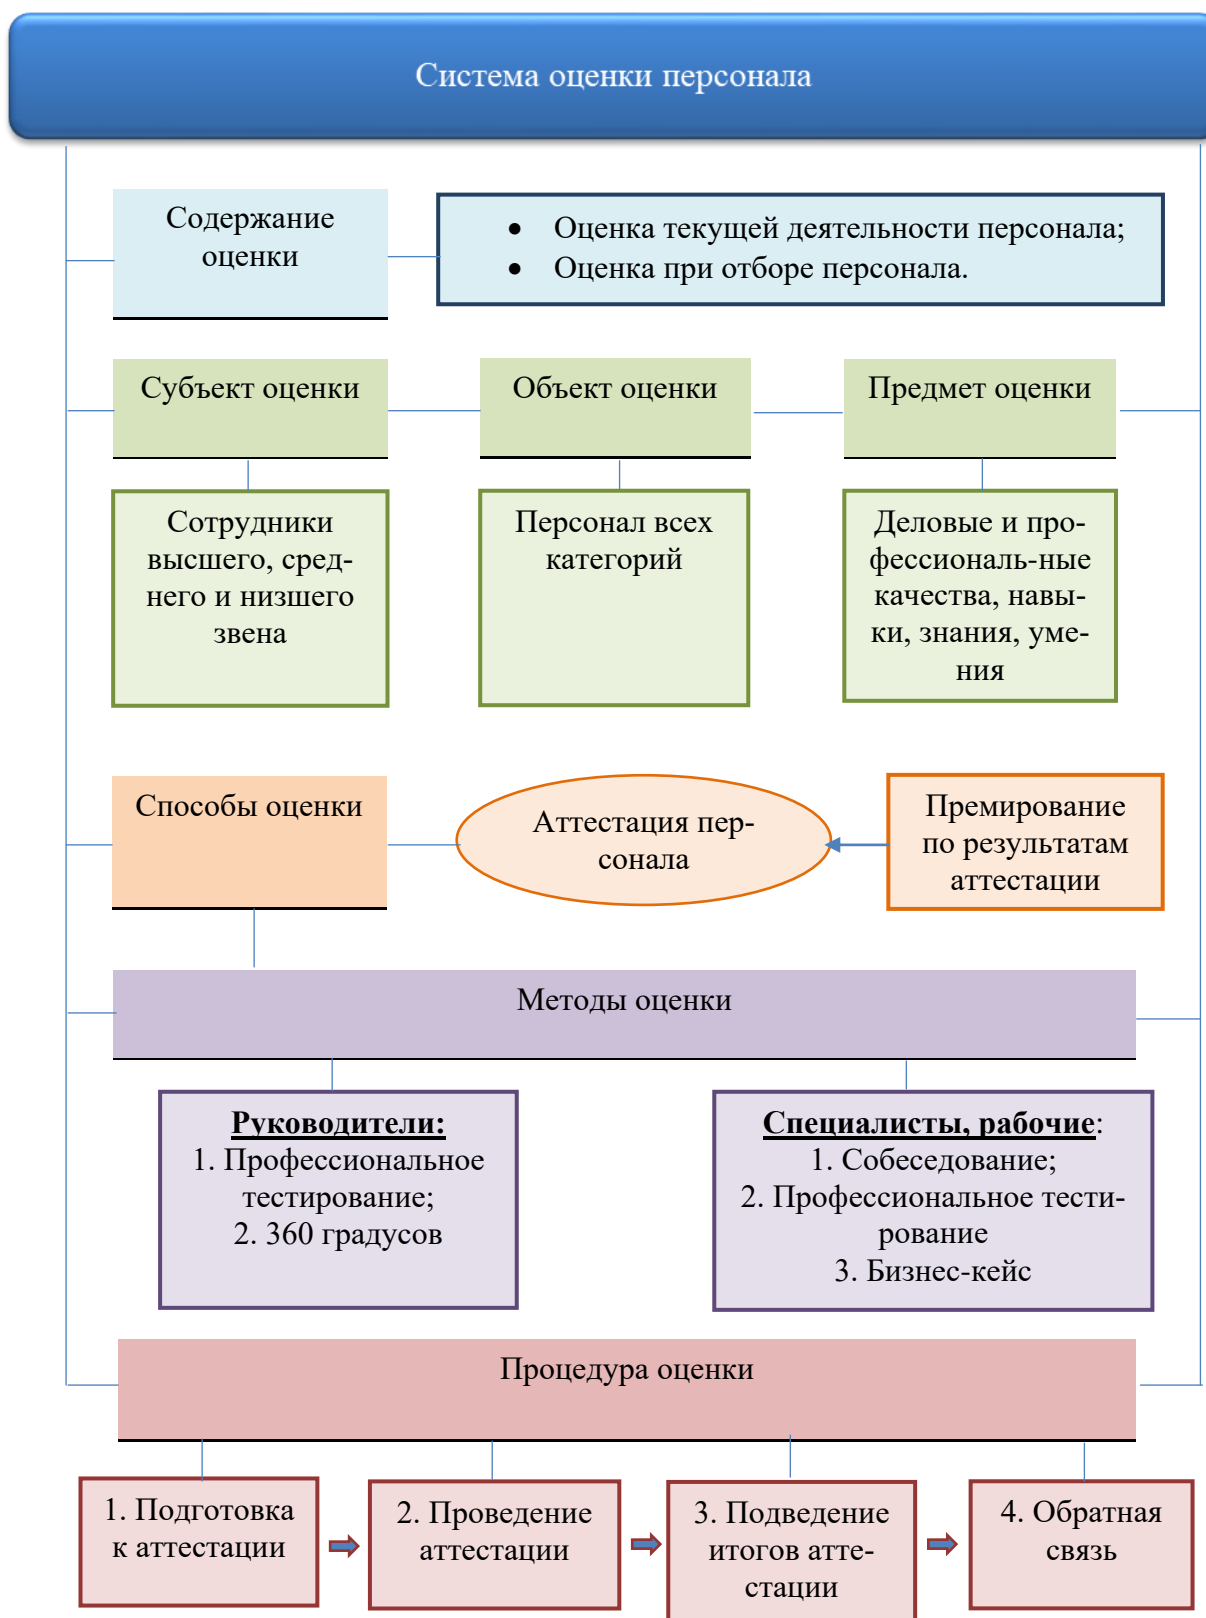 Система оценки персонала
Содержание
оценки
• Оценка текущей деятельности персонала;
• Оценка при отборе персонала.
Субъект оценки
Объект оценки
Предмет оценки
Сотрудники
высшего, сред-
него и низшего
звена
Персонал всех
категорий
Деловые и про-
фессиональ-ные
качества, навы-
ки, знания, уме-
ния
Способы оценки
Аттестация пер-
сонала
Премирование
по результатам
аттестации
Методы оценки
Руководители:
1. Профессиональное
тестирование;
2. 360 градусов
Специалисты, рабочие:
1. Собеседование;
2. Профессиональное тести-
рование
3. Бизнес-кейс
Процедура оценки
1. Подготовка
к аттестации
2. Проведение
аттестации
3. Подведение
итогов атте-
стации
4. Обратная
связь